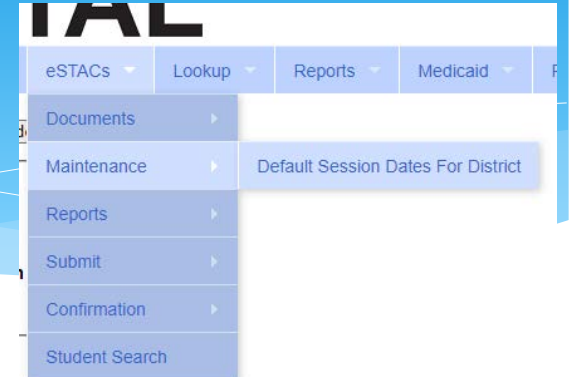 TAL
eSTACs Lookup Reports Medicaid
Documents
Maintenance Default Session Dates For District
Reports
Submit
Confirmation
Student Search